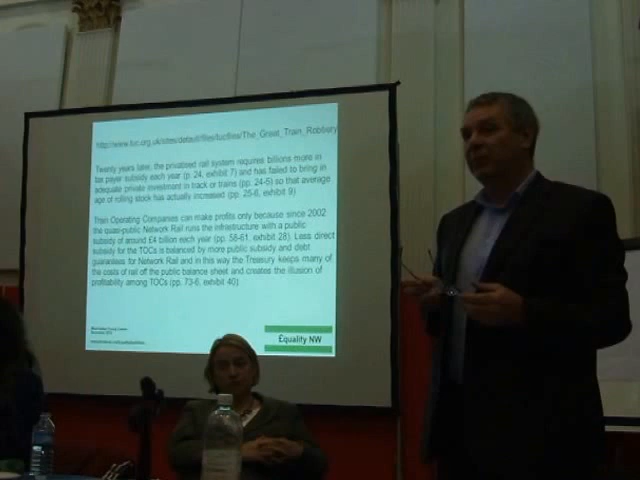 http://www.tuc.org.uk/sites/default/files/tucfiles/The_Great_Train_Robbery
Twenty years later, the privatised rail system requires billions more in
tax payer subsidy each year (p. 24, exhibit 7) and has failed to bring in
adequate private investment in track or trains (pp. 24-5) so that average
age of rolling stock has actually increased (pp. 25-6, exhibit 9)
Train Operating Companies can make profits only because since 2002
the quasi-public Network Rail runs the infrastructure with a public
subsidy of around £4 billion each year (pp. 58-61, exhibit 28). Less direct
subsidy for the TOCs is balanced by more public subsidy and debt
guarantees for Network Rail and in this way the Treasury keeps many of
the costs of rail off the public balance sheet and creates the illusion of
profitability among TOCs (pp. 73-6, exhibit 40)
£quality NW